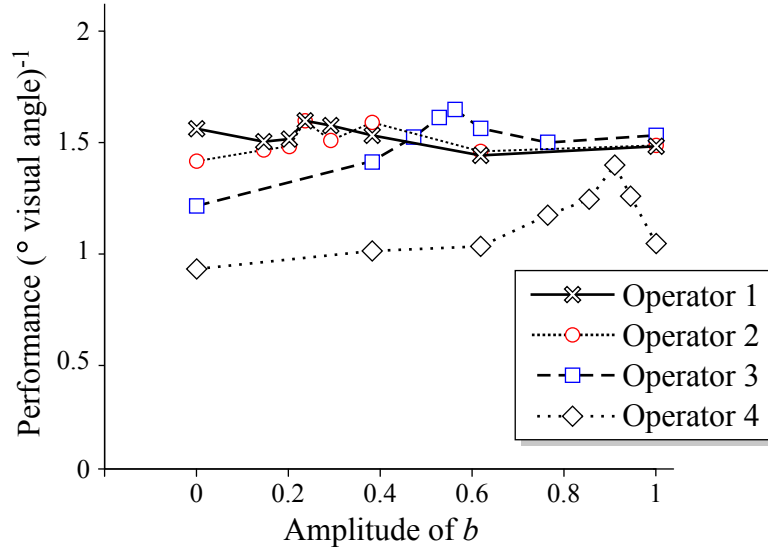 2
1.5
1
0.5
0
Performance (° visual angle)-1
0
0.2
0.4
0.6
0.8
1
Amplitude of b
Operator 1
Operator 2
Operator 3
Operator 4